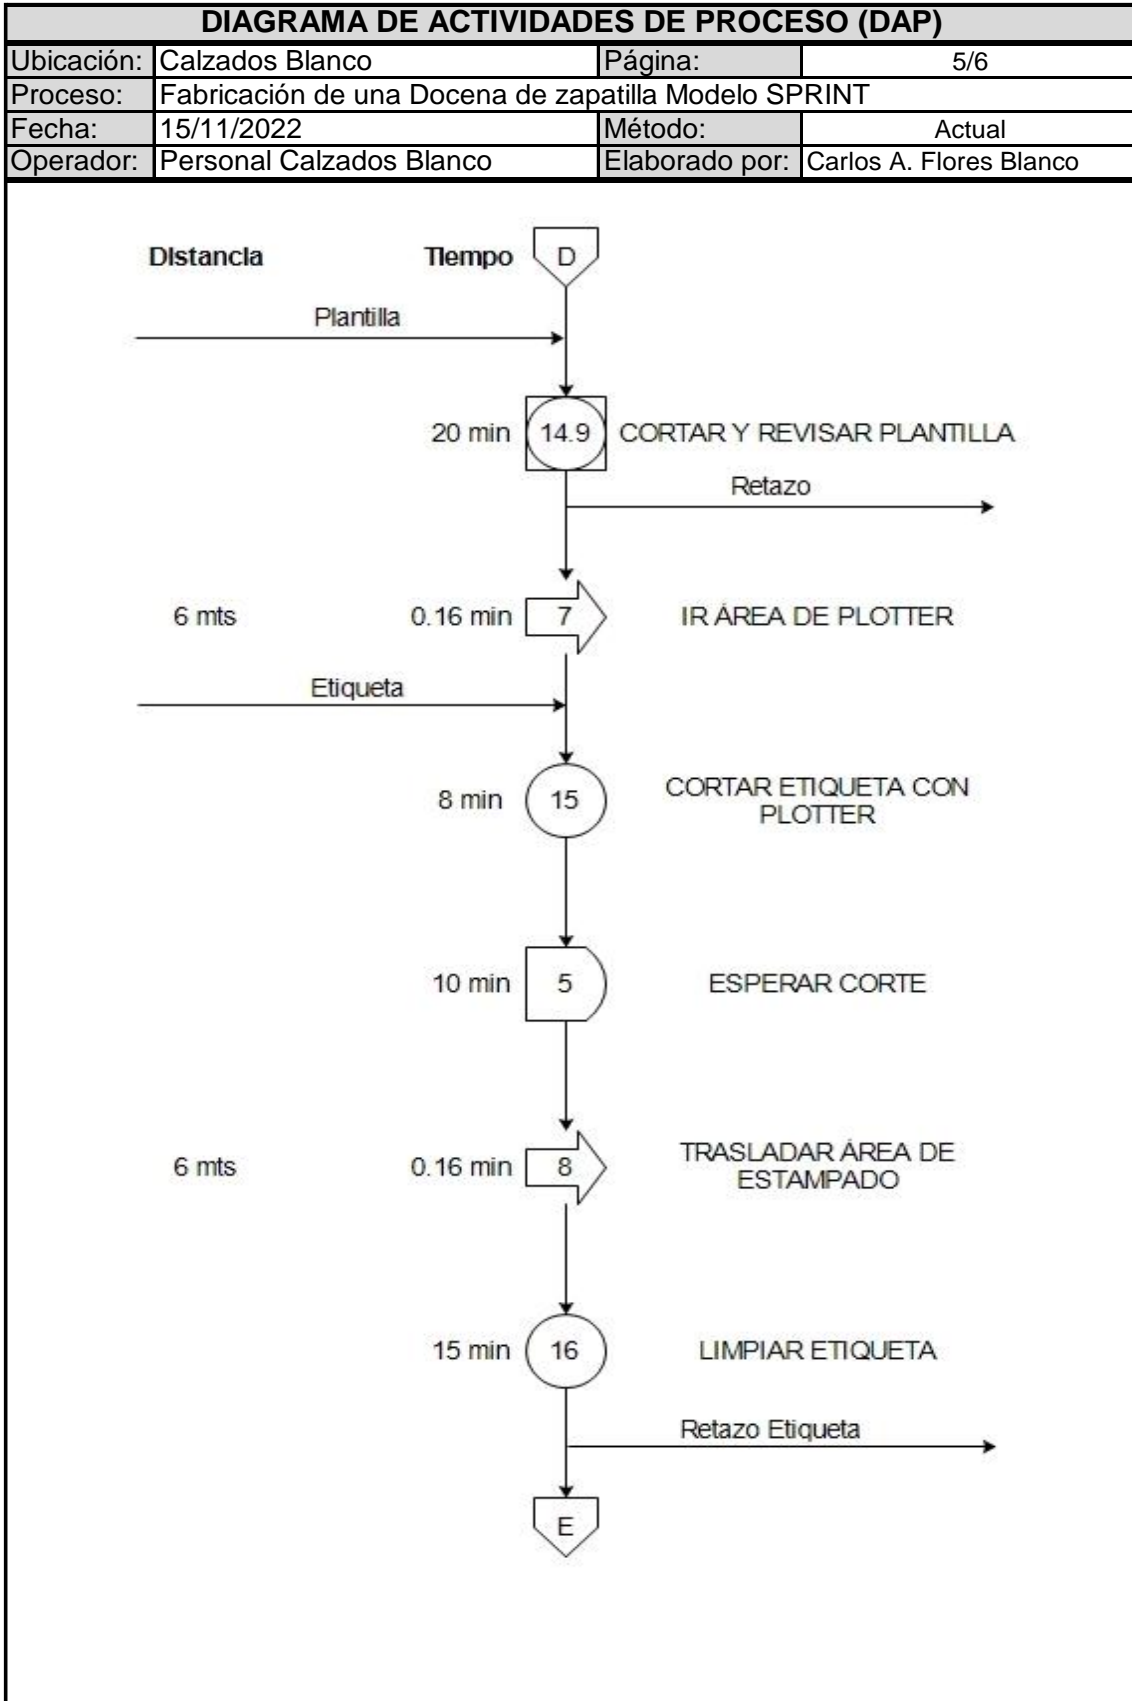 DIAGRAMA DE ACTIVIDADES DE PROCESO (DAP)
Ubicación: Calzados Blanco Página: 5/6
Proceso: Fabricación de una Docena de zapatilla Modelo SPRINT
Fecha: 15/11/2022 Método: Actual
Operador: Personal Calzados Blanco Elaborado por: Carlos A. Flores Blanco
Distancia Tiempo D
Plantilla
20 min 14.9 CORTAR Y REVISAR PLANTILLA
Retazo
6 mts 0.16 min 7 IR ÁREA DE PLOTTER
Etiqueta
8 min 15 CORTAR ETIQUETA CON
PLOTTER
10 min 5 ESPERAR CORTE
6 mts 0.16 min 8 TRASLADAR ÁREA DE
ESTAMPADO
15 min 16 LIMPIAR ETIQUETA
Retazo Etiqueta
E